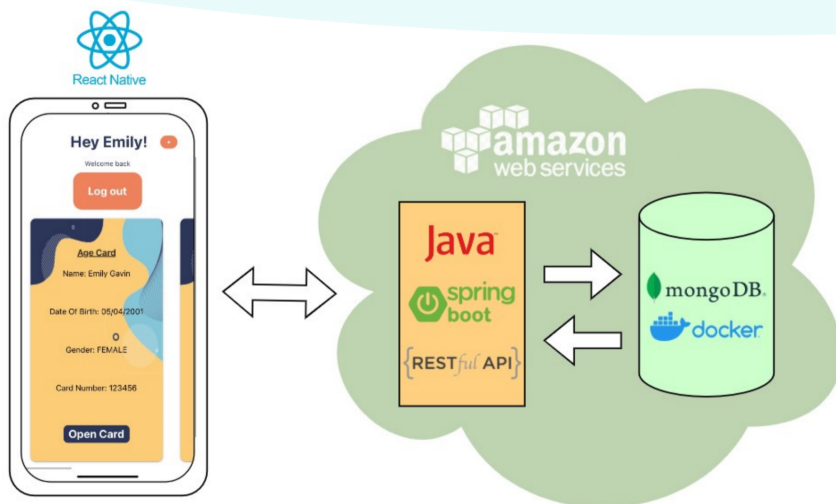 React Native
Hey Emily!
+
Welcome back
Log out
Age Card
Name: Emily Gavin
Date Of Birth: 05/04/2001
Gender: FEMALE
Card Number: 123456
Open Card
amazon
web services
Java
spring
boot
{RESTful API}
mongoDB.
docker